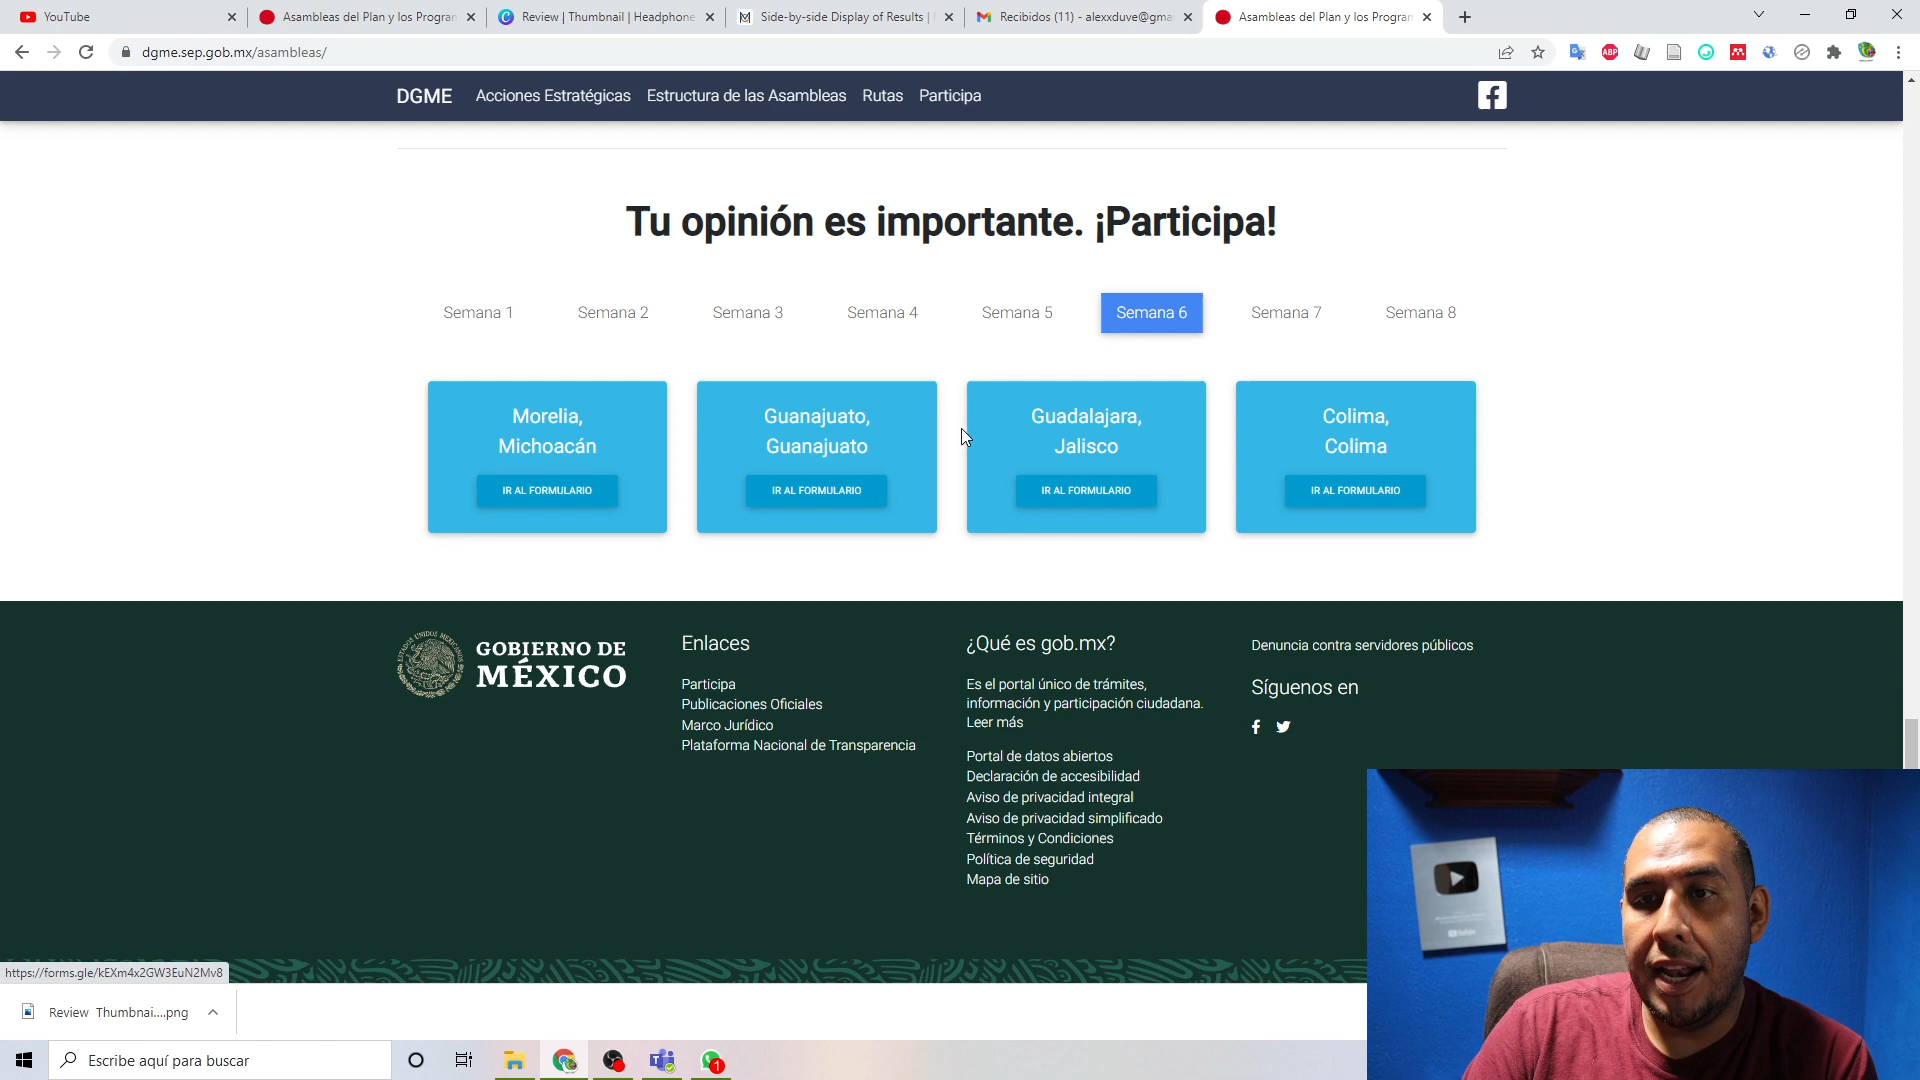 YouTube
Asambleas del Plan y los Progran
Review | Thumbnail | Headphone
Side-by-side Display of Results |
Recibidos (11) - alexxduve@gma
Asambleas del Plan y los Program
dgme.sep.gob.mx/asambleas/
ABP
DGME
Acciones Estratégicas
Estructura de las Asambleas
Rutas
Participa
Tu opinión es importante. ¡Participa!
Semana 1
Semana 2
Semana 3
Semana 4
Semana 5
Semana 6
Semana 7
Semana 8
Morelia,
Michoacán
IR AL FORMULARIO
Guanajuato,
Guanajuato
IR AL FORMULARIO
Guadalajara,
Jalisco
IR AL FORMULARIO
Colima,
Colima
IR AL FORMULARIO
GOBIERNO DE
MÉXICO
Enlaces
Participa
Publicaciones Oficiales
Marco Jurídico
Plataforma Nacional de Transparencia
¿Qué es gob.mx?
Es el portal único de trámites,
información y participación ciudadana.
Leer más
Portal de datos abiertos
Declaración de accesibilidad
Aviso de privacidad integral
Aviso de privacidad simplificado
Términos y Condiciones
Política de seguridad
Mapa de sitio
Denuncia contra servidores públicos
Síguenos en
https://forms.gle/kEXm4x2GW3EuN2Mv8
Review Thumbnai....png
Escribe aquí para buscar
1